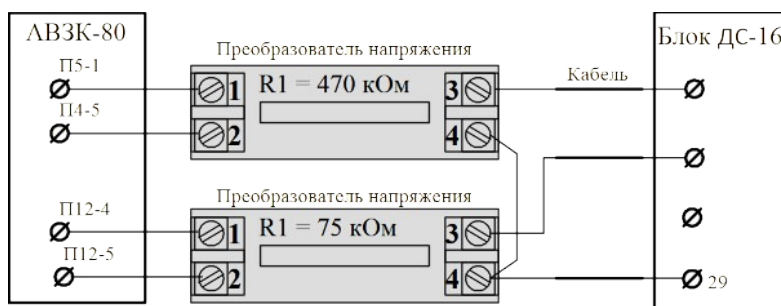 АВЗК-80
Блок ДС-16
Преобразователь напряжения
П5-1
1
R1 = 470 кОм
3
Кабель
П4-5
2
4
Преобразователь напряжения
П12-4
1
R1 = 75 кОм
3
П12-5
2
4
29